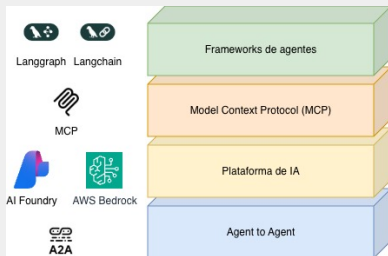 Langgraph Langchain
Frameworks de agentes
MCP
Model Context Protocol (MCP)
AI Foundry AWS Bedrock
Plataforma de IA
A2A
Agent to Agent